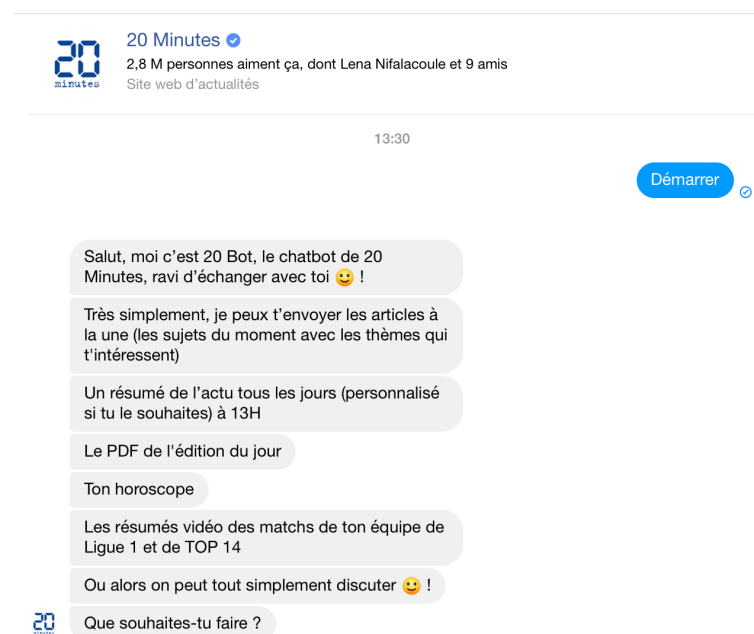 20
minutes
20 Minutes
2,8 M personnes aiment ça, dont Lena Nifalacoule et 9 amis
Site web d’actualités
13:30
Démarrer
Salut, moi c’est 20 Bot, le chatbot de 20
Minutes, ravi d’échanger avec toi 🙂 !
Très simplement, je peux t’envoyer les articles à
la une (les sujets du moment avec les thèmes qui
t'intéressent)
Un résumé de l’actu tous les jours (personnalisé
si tu le souhaites) à 13H
Le PDF de l'édition du jour
Ton horoscope
Les résumés vidéo des matchs de ton équipe de
Ligue 1 et de TOP 14
Ou alors on peut tout simplement discuter 🙂 !
20
minutes
Que souhaites-tu faire ?